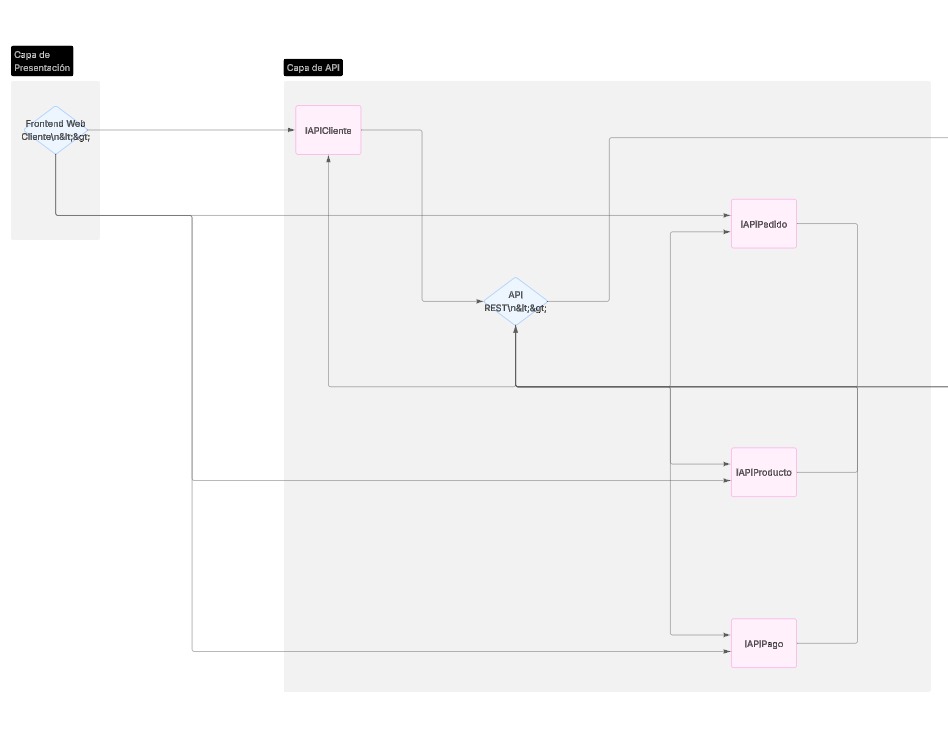 Capa de
Presentación
Capa de API
Frontend Web
Cliente\n&lt;&gt;
IAPICliente
IAPIPedido
API
REST\n&lt;&gt;
IAPIProducto
IAPIPago